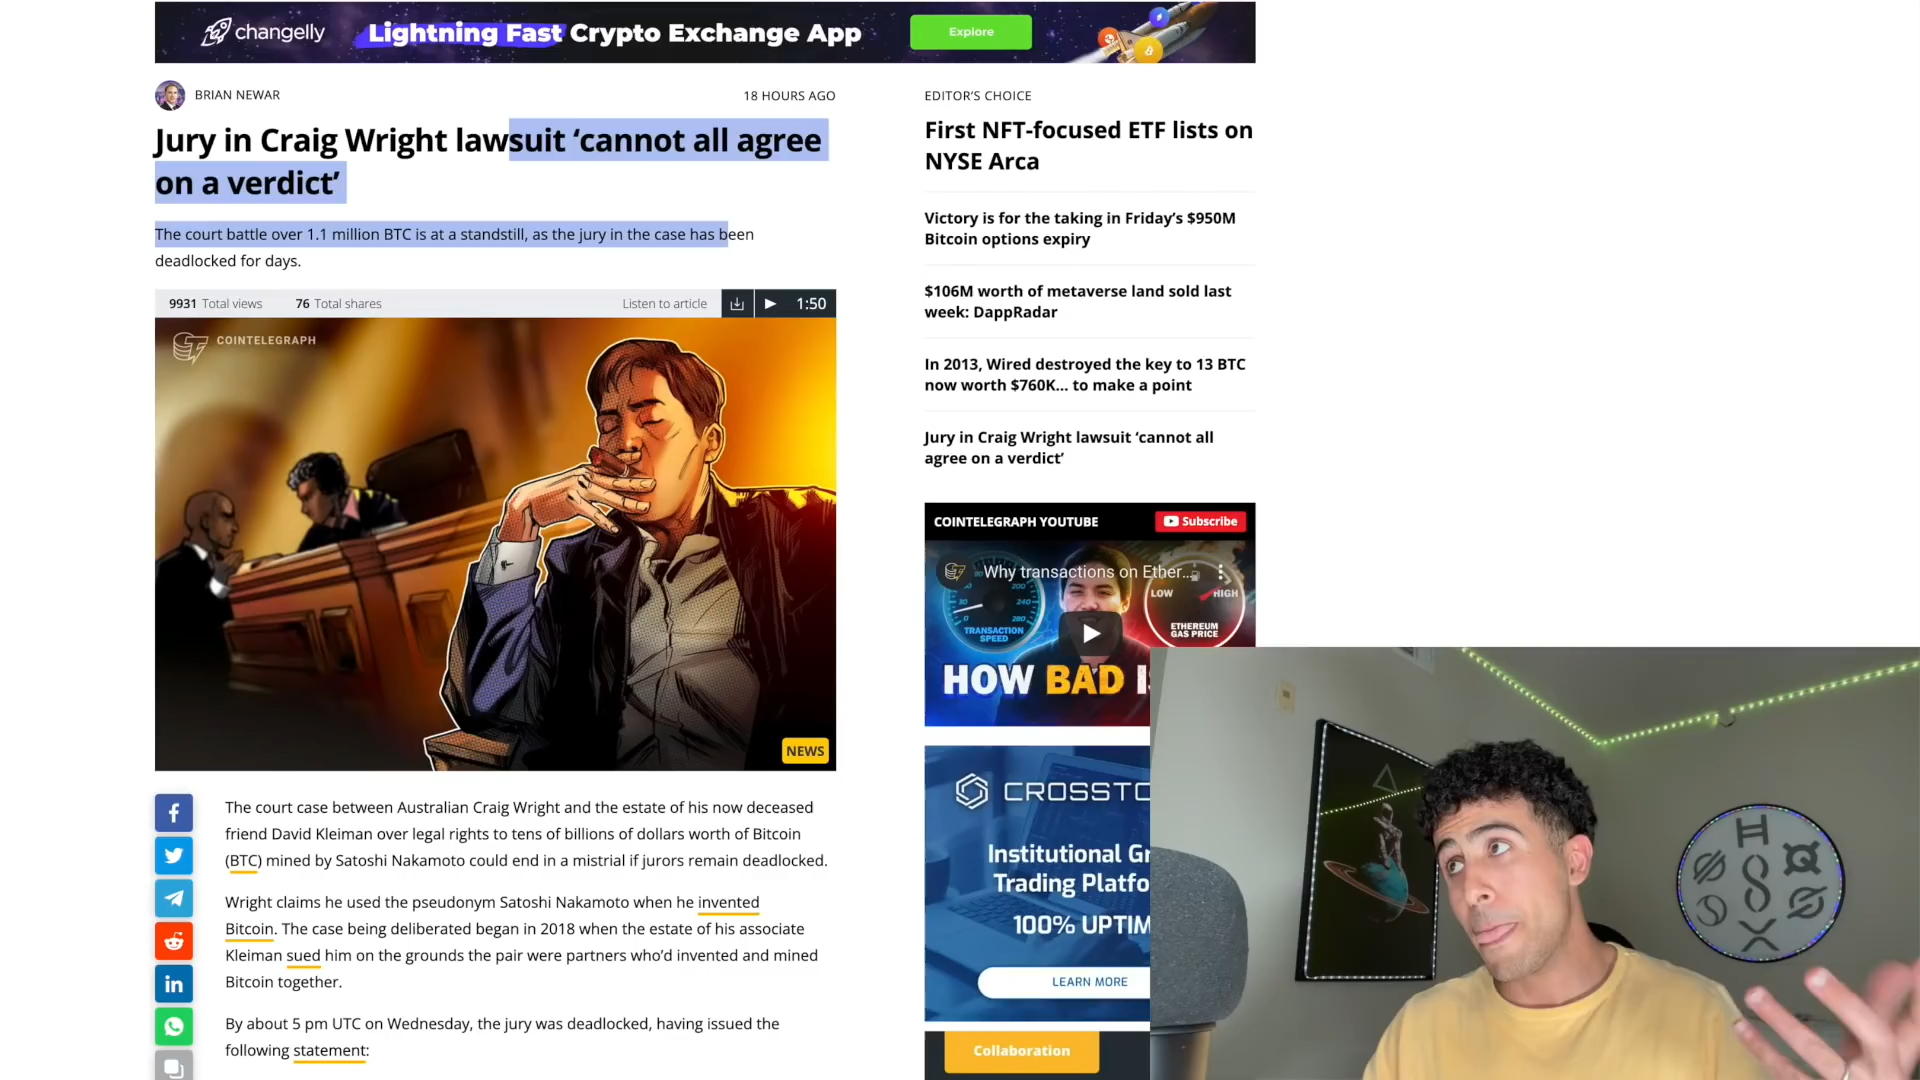 changelly
Lightning Fast Crypto Exchange App
Explore
BRIAN NEWAR
18 HOURS AGO
Jury in Craig Wright lawsuit ‘cannot all agree
on a verdict’
The court battle over 1.1 million BTC is at a standstill, as the jury in the case has been
deadlocked for days.
9931 Total views 76 Total shares Listen to article 1:50
COINTELEGRAPH
NEWS
The court case between Australian Craig Wright and the estate of his now deceased
friend David Kleiman over legal rights to tens of billions of dollars worth of Bitcoin
(BTC) mined by Satoshi Nakamoto could end in a mistrial if jurors remain deadlocked.
Wright claims he used the pseudonym Satoshi Nakamoto when he invented
Bitcoin. The case being deliberated began in 2018 when the estate of his associate
Kleiman sued him on the grounds the pair were partners who’d invented and mined
Bitcoin together.
By about 5 pm UTC on Wednesday, the jury was deadlocked, having issued the
following statement:
EDITOR’S CHOICE
First NFT-focused ETF lists on
NYSE Arca
Victory is for the taking in Friday’s $950M
Bitcoin options expiry
$106M worth of metaverse land sold last
week: DappRadar
In 2013, Wired destroyed the key to 13 BTC
now worth $760K... to make a point
Jury in Craig Wright lawsuit ‘cannot all
agree on a verdict’
COINTELEGRAPH YOUTUBE
Subscribe
Why transactions on Ether...
200
30 240
280
TRANSACTION
SPEED
LOW HIGH
ETHEREUM
GAS PRICE
HOW BAD I
CROSSTO
Institutional Gr
Trading Platfo
100% UPTIM
LEARN MORE
Collaboration